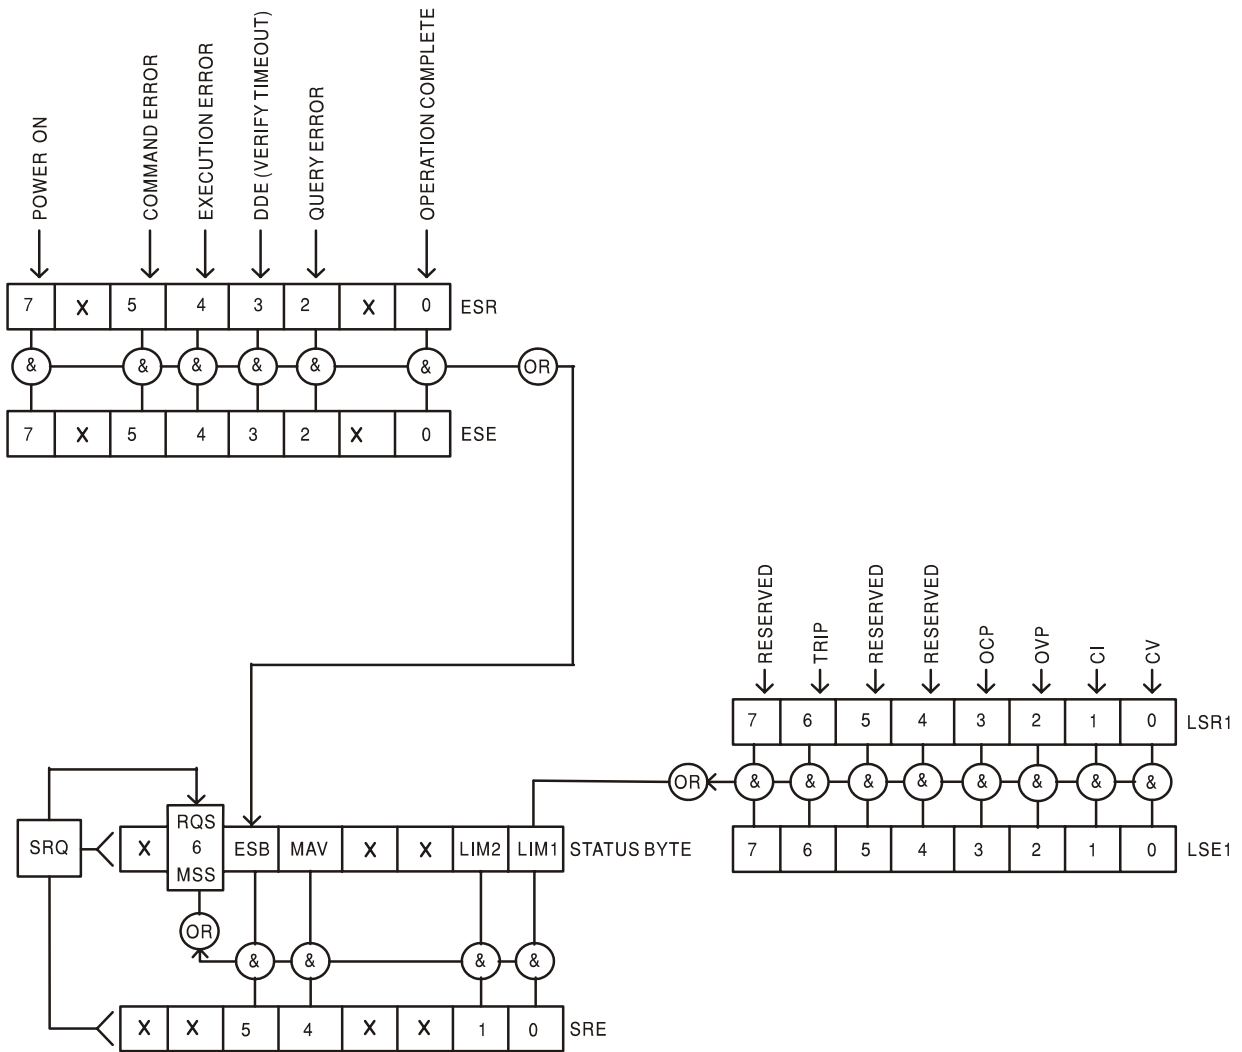 POWER ON
COMMAND ERROR
EXECUTION ERROR
DDE (VERIFY TIMEOUT)
QUERY ERROR
OPERATION COMPLETE
7 X 5 4 3 2 X 0 ESR
& & & & & & OR
7 X 5 4 3 2 X 0 ESE
RESERVED
TRIP
RESERVED
RESERVED
OCP
OVP
CI
CV
7 6 5 4 3 2 1 0 LSR1
OR & & & & & & & &
7 6 5 4 3 2 1 0 LSE1
SRQ
X RQS 6 MSS ESB MAV X X LIM2 LIM1 STATUS BYTE
OR
& & & &
X X 5 4 X X 1 0 SRE